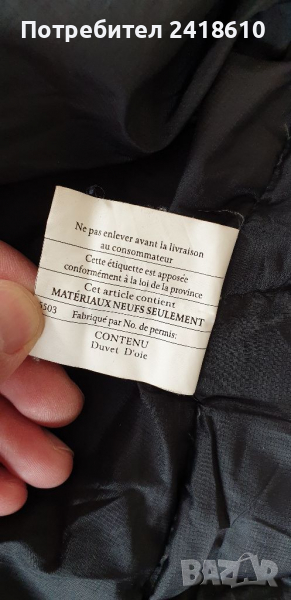 Потребител 2418610
Ne pas enlever avant la livraison
au consommateur
Cette étiquette est apposée
conformément à la loi de la province
Cet article contient
MATÉRIAUX NEUFS SEULEMENT
Fabriqué par No. de permis:
CONTENU
Duvet D'oie
BAZAR